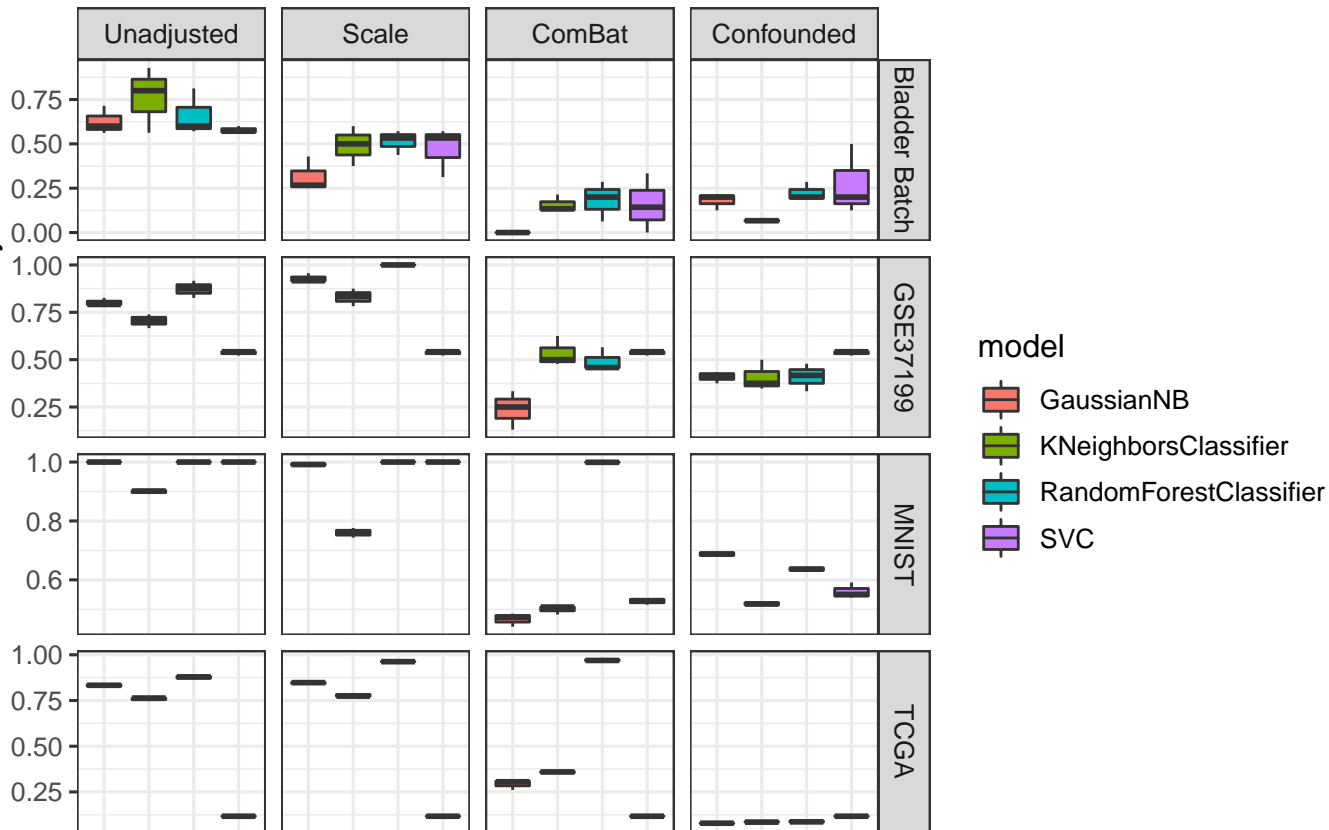 Unadjusted Scale ComBat Confounded
Bladder Batch
0.75
0.50
0.25
0.00
GSE37199
1.00
0.75
0.50
0.25
MNIST
1.0
0.8
0.6
TCGA
1.00
0.75
0.50
0.25
model
GaussianNB
KNeighborsClassifier
RandomForestClassifier
SVC